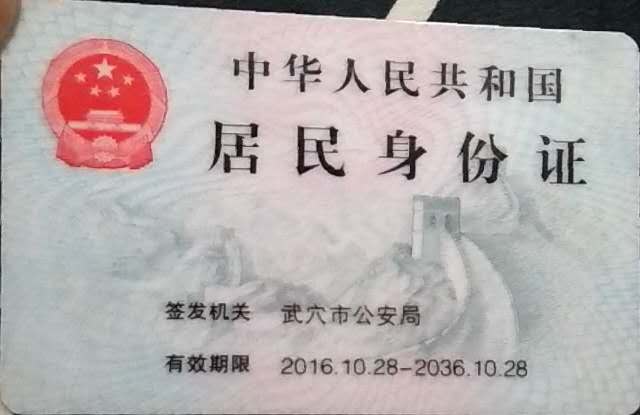 中华人民共和国
居民身份证
签发机关 武穴市公安局
有效期限 2016.10.28-2036.10.28